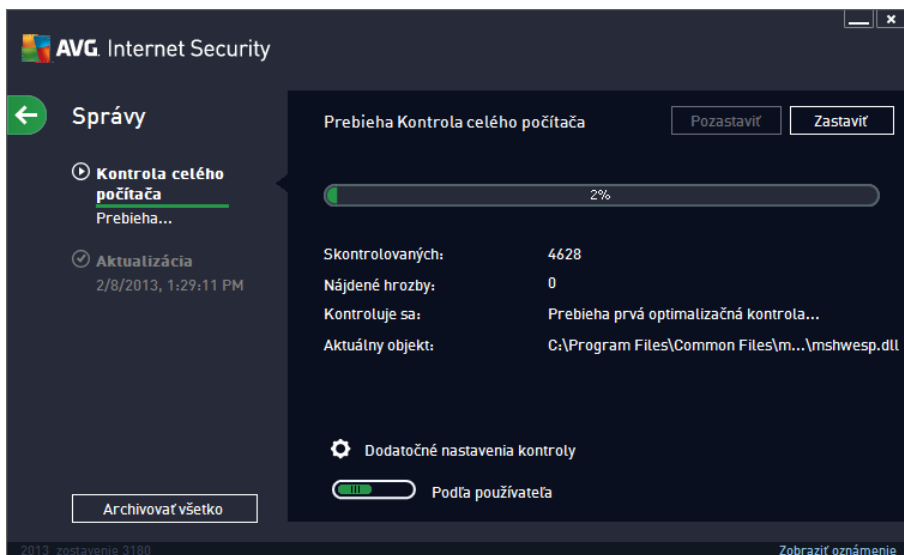 AVG. Internet Security
Správy
Kontrola celého
počítača
Prebieha...
Aktualizácia
2/8/2013, 1:29:11 PM
Archivovať všetko
Prebieha Kontrola celého počítača
Pozastaviť
Zastaviť
2%
Skontrolovaných: 4628
Nájdené hrozby: 0
Kontroluje sa: Prebieha prvá optimalizačná kontrola...
Aktuálny objekt: C:\Program Files\Common Files\m...\mshwesp.dll
Dodatočné nastavenia kontroly
Podľa používateľa
2013 zostavenie 3180
Zobraziť oznámenie